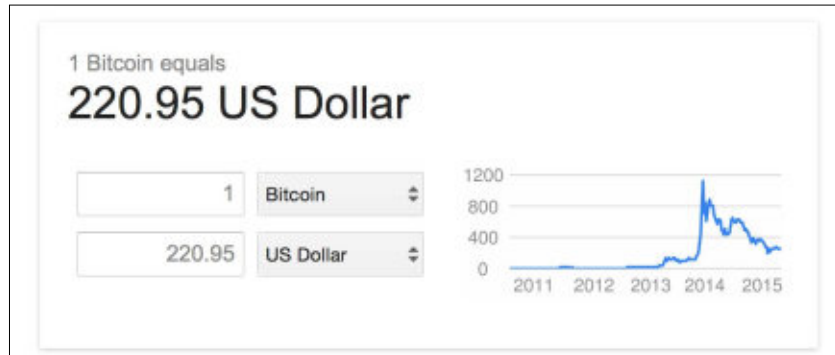 1 Bitcoin equals
220.95 US Dollar
1 Bitcoin
220.95 US Dollar
1200
800
400
0
2011 2012 2013 2014 2015